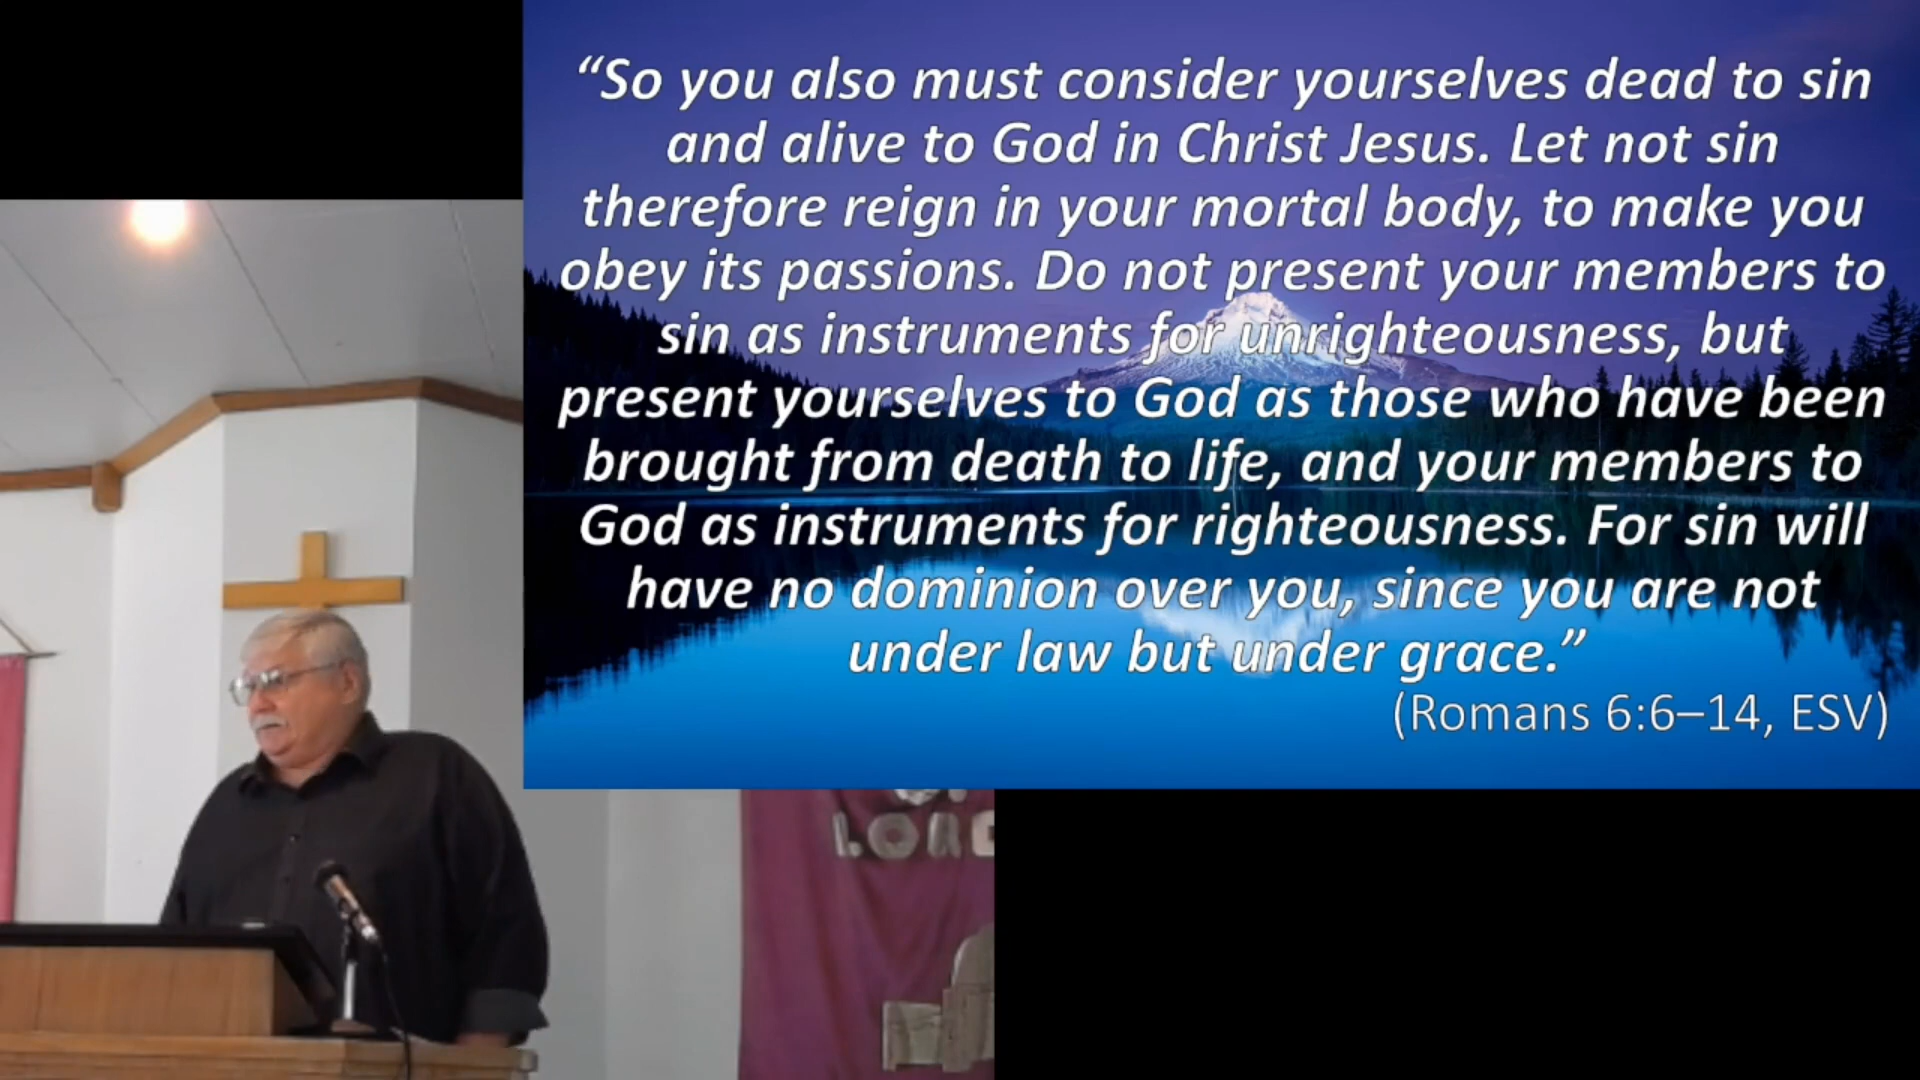 “So you also must consider yourselves dead to sin
and alive to God in Christ Jesus. Let not sin
therefore reign in your mortal body, to make you
obey its passions. Do not present your members to
sin as instruments for unrighteousness, but
present yourselves to God as those who have been
brought from death to life, and your members to
God as instruments for righteousness. For sin will
have no dominion over you, since you are not
under law but under grace.”
(Romans 6:6–14, ESV)
LORD